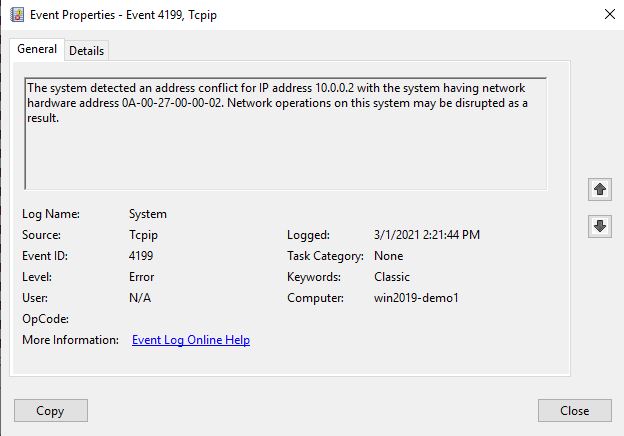 Event Properties - Event 4199, Tcpip
General Details
The system detected an address conflict for IP address 10.0.0.2 with the system having network
hardware address 0A-00-27-00-00-02. Network operations on this system may be disrupted as a
result.
Log Name: System
Source: Tcpip Logged: 3/1/2021 2:21:44 PM
Event ID: 4199 Task Category: None
Level: Error Keywords: Classic
User: N/A Computer: win2019-demo1
OpCode:
More Information: Event Log Online Help
Copy Close